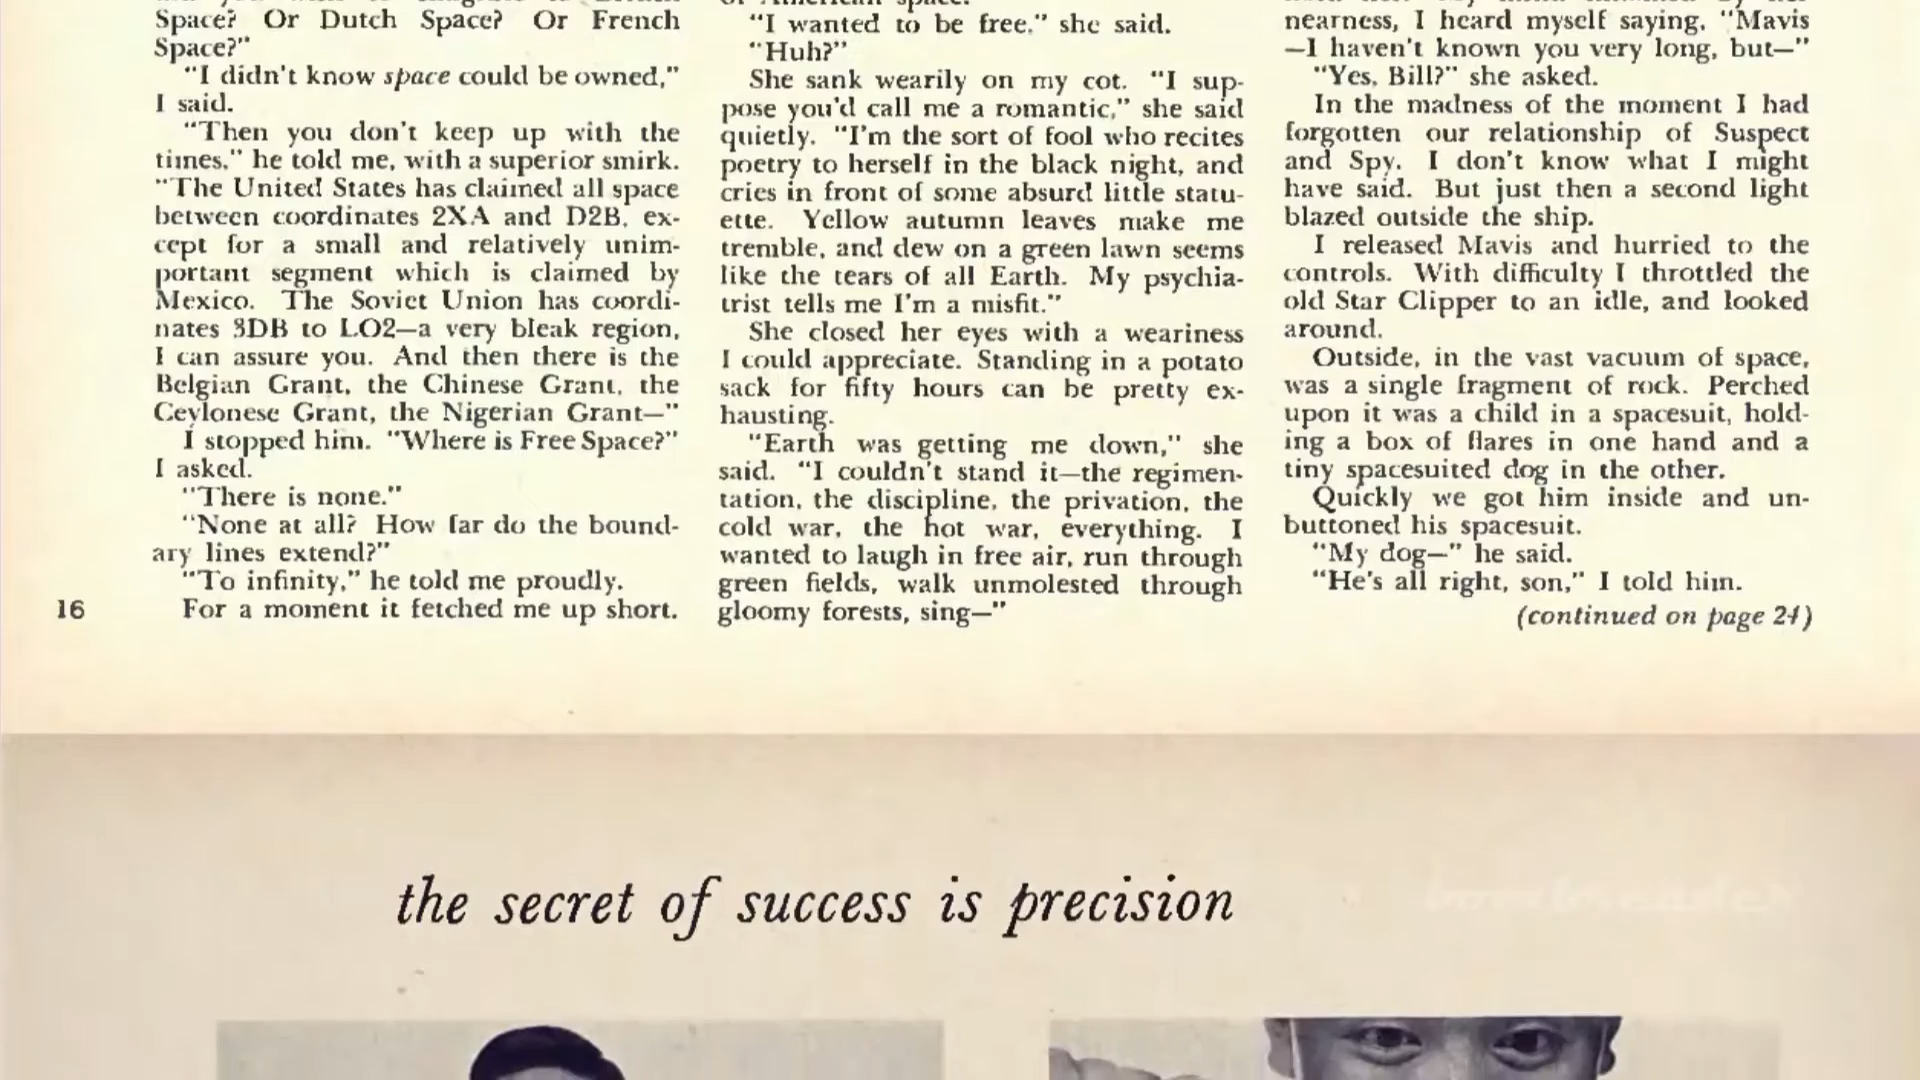 Space? Or Dutch Space? Or French
Space?"
"I didn't know space could be owned,"
I said.
"Then you don't keep up with the
times," he told me, with a superior smirk.
"The United States has claimed all space
between coordinates 2XA and D2B, ex-
cept for a small and relatively unim-
portant segment which is claimed by
Mexico. The Soviet Union has coordi-
nates 3DB to LO2—a very bleak region,
I can assure you. And then there is the
Belgian Grant, the Chinese Grant, the
Ceylonese Grant, the Nigerian Grant—"
I stopped him. "Where is Free Space?"
I asked.
"There is none."
"None at all? How far do the bound-
ary lines extend?"
"To infinity," he told me proudly.
For a moment it fetched me up short.
16
of American space.
"I wanted to be free," she said.
"Huh?"
She sank wearily on my cot. "I sup-
pose you'd call me a romantic," she said
quietly. "I'm the sort of fool who recites
poetry to herself in the black night, and
cries in front of some absurd little statu-
ette. Yellow autumn leaves make me
tremble, and dew on a green lawn seems
like the tears of all Earth. My psychia-
trist tells me I'm a misfit."
She closed her eyes with a weariness
I could appreciate. Standing in a potato
sack for fifty hours can be pretty ex-
hausting.
"Earth was getting me down," she
said. "I couldn't stand it—the regimen-
tation, the discipline, the privation, the
cold war, the hot war, everything. I
wanted to laugh in free air, run through
green fields, walk unmolested through
gloomy forests, sing—"
nearness, I heard myself saying, "Mavis
—I haven't known you very long, but—"
"Yes, Bill?" she asked.
In the madness of the moment I had
forgotten our relationship of Suspect
and Spy. I don't know what I might
have said. But just then a second light
blazed outside the ship.
I released Mavis and hurried to the
controls. With difficulty I throttled the
old Star Clipper to an idle, and looked
around.
Outside, in the vast vacuum of space,
was a single fragment of rock. Perched
upon it was a child in a spacesuit, hold-
ing a box of flares in one hand and a
tiny spacesuited dog in the other.
Quickly we got him inside and un-
buttoned his spacesuit.
"My dog—" he said.
"He's all right, son," I told him.
(continued on page 24)
the secret of success is precision